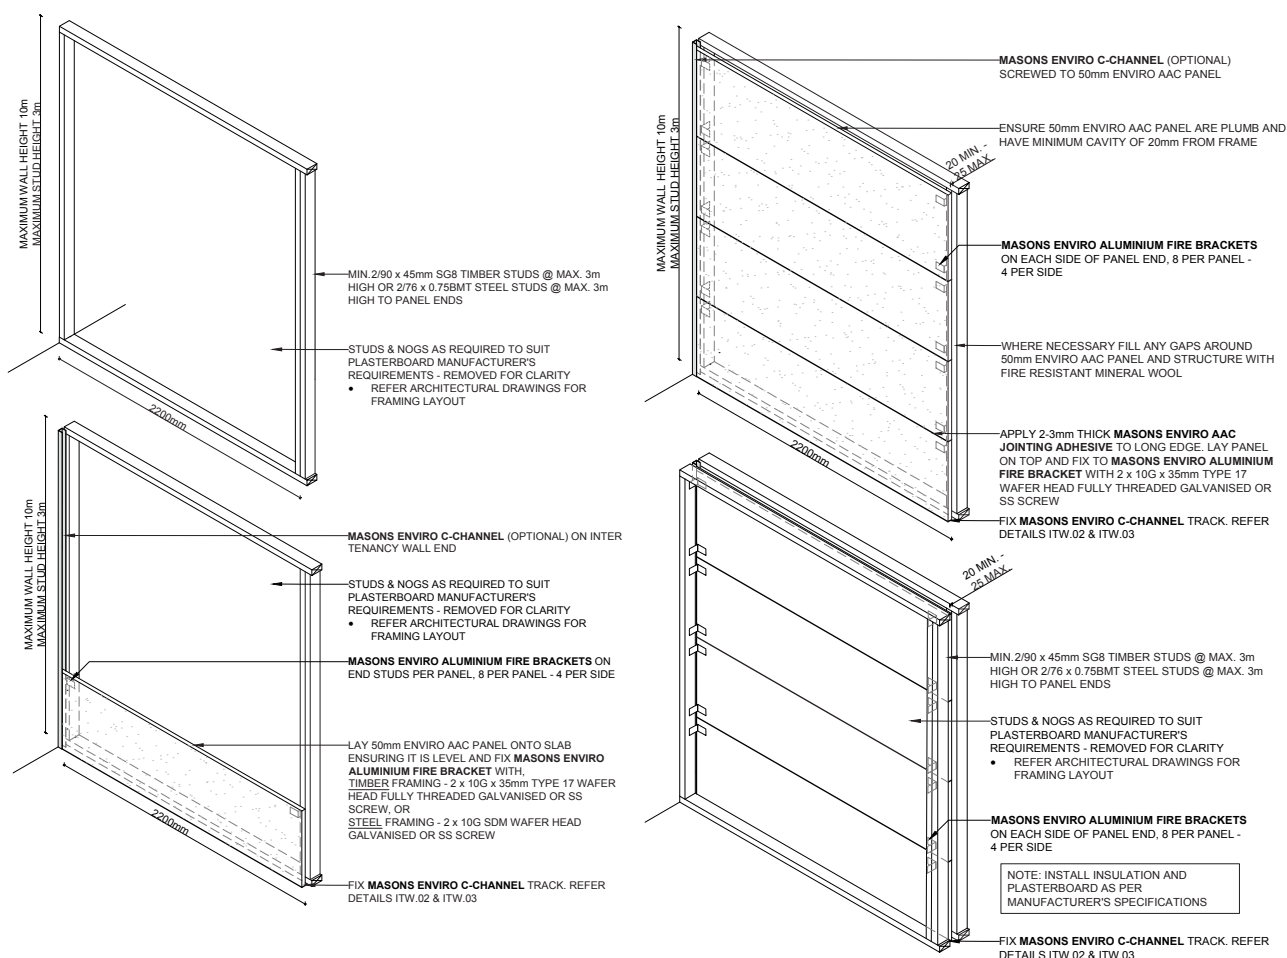 MAXIMUM WALL HEIGHT 10m
MAXIMUM STUD HEIGHT 3m
MIN.2/90 x 45mm SG8 TIMBER STUDS @ MAX. 3m
HIGH OR 2/76 x 0.75BMT STEEL STUDS @ MAX. 3m
HIGH TO PANEL ENDS
STUDS & NOGS AS REQUIRED TO SUIT
PLASTERBOARD MANUFACTURER'S
REQUIREMENTS - REMOVED FOR CLARITY
• REFER ARCHITECTURAL DRAWINGS FOR
FRAMING LAYOUT
2200mm
MAXIMUM WALL HEIGHT 10m
MAXIMUM STUD HEIGHT 3m
MASONS ENVIRO C-CHANNEL (OPTIONAL) ON INTER
TENANCY WALL END
STUDS & NOGS AS REQUIRED TO SUIT
PLASTERBOARD MANUFACTURER'S
REQUIREMENTS - REMOVED FOR CLARITY
• REFER ARCHITECTURAL DRAWINGS FOR
FRAMING LAYOUT
MASONS ENVIRO ALUMINIUM FIRE BRACKETS ON
END STUDS PER PANEL, 8 PER PANEL - 4 PER SIDE
LAY 50mm ENVIRO AAC PANEL ONTO SLAB
ENSURING IT IS LEVEL AND FIX MASONS ENVIRO
ALUMINIUM FIRE BRACKET WITH,
TIMBER FRAMING - 2 x 10G x 35mm TYPE 17 WAFER
HEAD FULLY THREADED GALVANISED OR SS
SCREW, OR
STEEL FRAMING - 2 x 10G SDM WAFER HEAD
GALVANISED OR SS SCREW
2200mm
FIX MASONS ENVIRO C-CHANNEL TRACK. REFER
DETAILS ITW.02 & ITW.03
MAXIMUM WALL HEIGHT 10m
MAXIMUM STUD HEIGHT 3m
MASONS ENVIRO C-CHANNEL (OPTIONAL)
SCREWED TO 50mm ENVIRO AAC PANEL
ENSURE 50mm ENVIRO AAC PANEL ARE PLUMB AND
HAVE MINIMUM CAVITY OF 20mm FROM FRAME
20 MIN. -
25 MAX
MASONS ENVIRO ALUMINIUM FIRE BRACKETS
ON EACH SIDE OF PANEL END, 8 PER PANEL -
4 PER SIDE
WHERE NECESSARY FILL ANY GAPS AROUND
50mm ENVIRO AAC PANEL AND STRUCTURE WITH
FIRE RESISTANT MINERAL WOOL
APPLY 2-3mm THICK MASONS ENVIRO AAC
JOINTING ADHESIVE TO LONG EDGE. LAY PANEL
ON TOP AND FIX TO MASONS ENVIRO ALUMINIUM
FIRE BRACKET WITH 2 x 10G x 35mm TYPE 17
WAFER HEAD FULLY THREADED GALVANISED OR
SS SCREW
2200mm
FIX MASONS ENVIRO C-CHANNEL TRACK. REFER
DETAILS ITW.02 & ITW.03
20 MIN. -
25 MAX
MIN.2/90 x 45mm SG8 TIMBER STUDS @ MAX. 3m
HIGH OR 2/76 x 0.75BMT STEEL STUDS @ MAX. 3m
HIGH TO PANEL ENDS
STUDS & NOGS AS REQUIRED TO SUIT
PLASTERBOARD MANUFACTURER'S
REQUIREMENTS - REMOVED FOR CLARITY
• REFER ARCHITECTURAL DRAWINGS FOR
FRAMING LAYOUT
MASONS ENVIRO ALUMINIUM FIRE BRACKETS
ON EACH SIDE OF PANEL END, 8 PER PANEL -
4 PER SIDE
NOTE: INSTALL INSULATION AND
PLASTERBOARD AS PER
MANUFACTURER'S SPECIFICATIONS
FIX MASONS ENVIRO C-CHANNEL TRACK. REFER
DETAILS ITW.02 & ITW.03